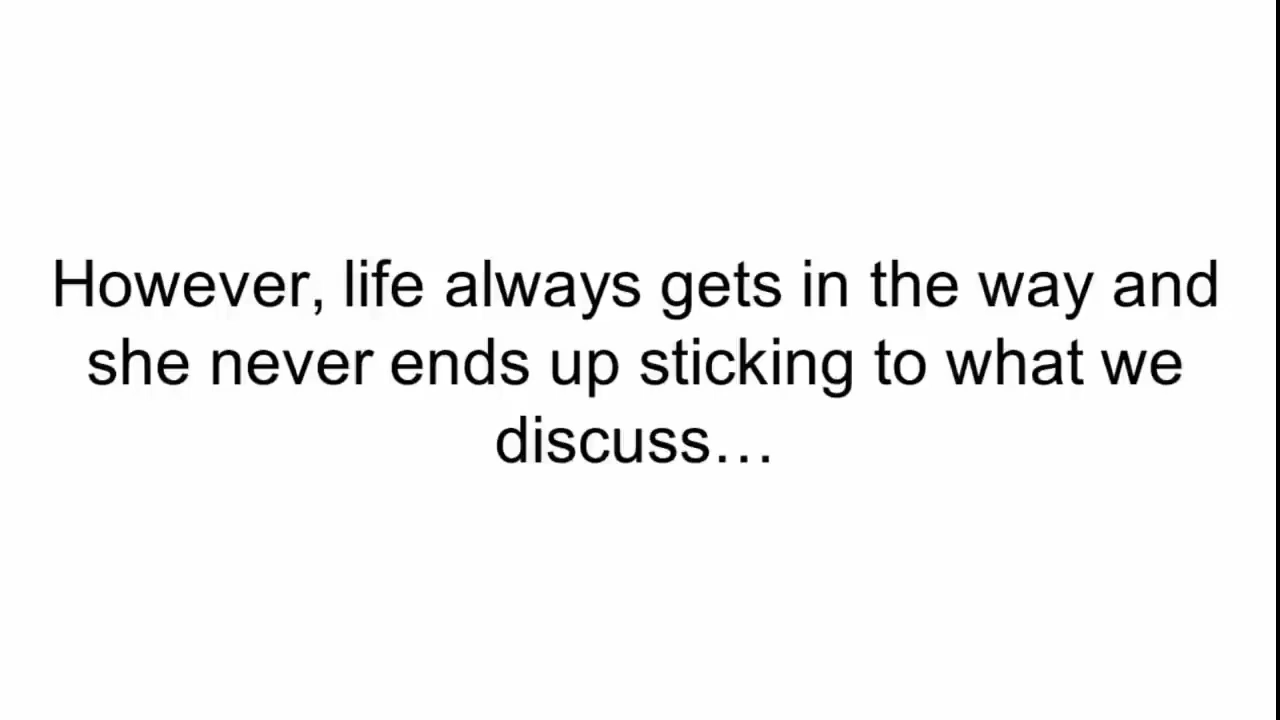 However, life always gets in the way and
she never ends up sticking to what we
discuss…